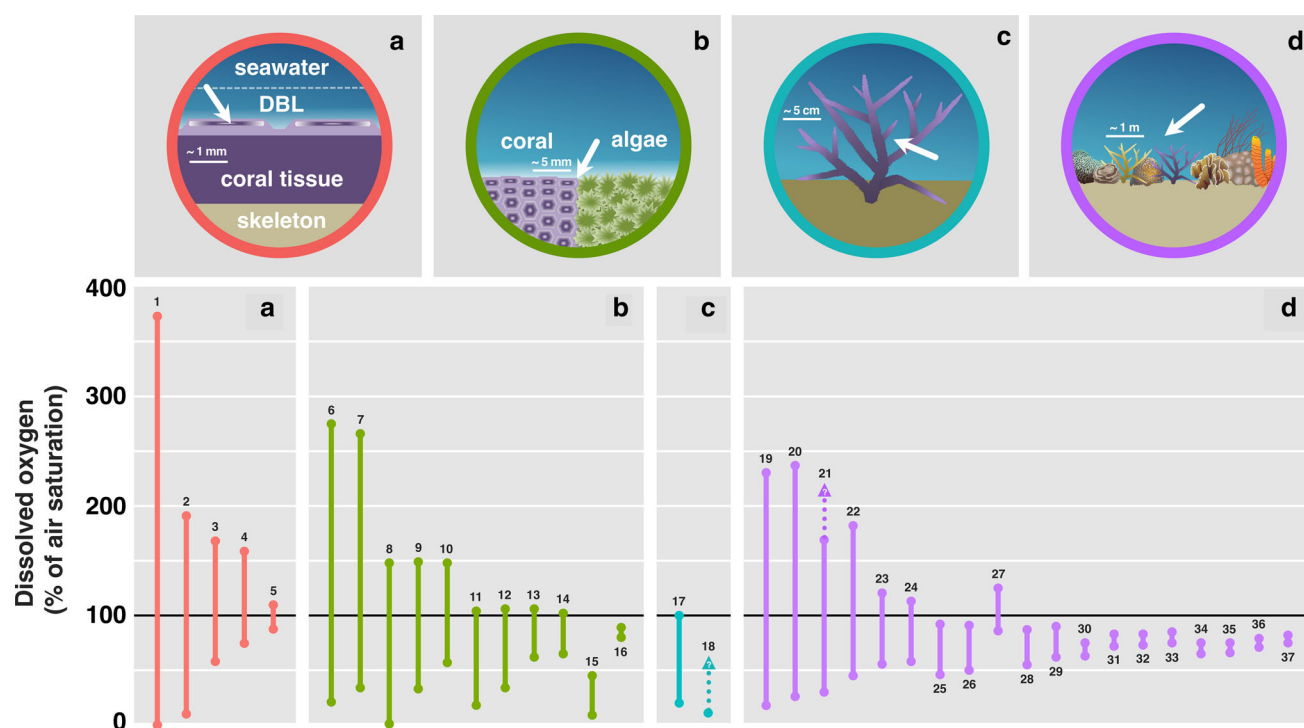 a
seawater
DBL
~ 1 mm
coral tissue
skeleton
b
coral
algae
~ 5 mm
c
~ 5 cm
d
~ 1 m
Dissolved oxygen
(% of air saturation)
400
300
200
100
0
a
1
2
3
4
5
b
6
7
8
9
10
11
12
13
14
15
16
c
17
18
?
d
19
20
21
?
22
23
24
25
26
27
28
29
30
31
32
33
34
35
36
37